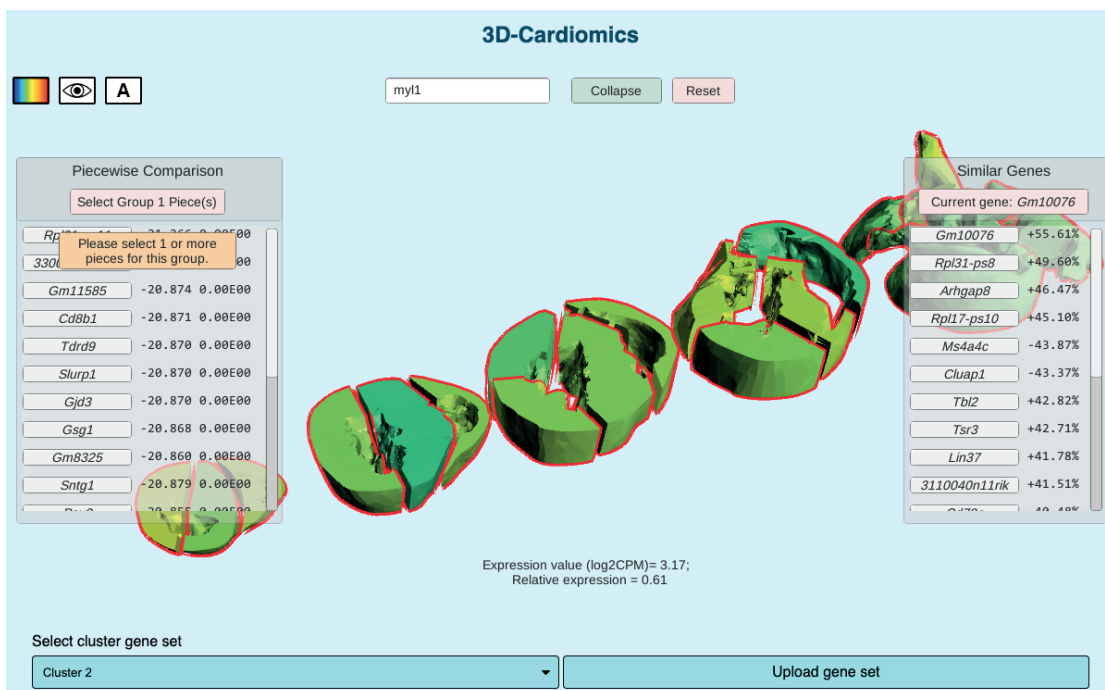 3D-Cardiomics
A
myl1
Collapse
Reset
Piecewise Comparison
Select Group 1 Piece(s)
Please select 1 or more
pieces for this group.
Gm11585 -20.874 0.00E00
Cd8b1 -20.871 0.00E00
Tdrd9 -20.870 0.00E00
Slurp1 -20.870 0.00E00
Gjd3 -20.870 0.00E00
Gsg1 -20.868 0.00E00
Gm8325 -20.860 0.00E00
Sntg1 -20.879 0.00E00
Similar Genes
Current gene: Gm10076
Gm10076 +55.61%
Rpl31-ps8 +49.60%
Arhgap8 +46.47%
Rpl17-ps10 +45.10%
Ms4a4c -43.87%
Cluap1 -43.37%
Tbl2 +42.82%
Tsr3 +42.71%
Lin37 +41.78%
3110040n11rik +41.51%
Expression value (log2CPM)= 3.17;
Relative expression = 0.61
Select cluster gene set
Cluster 2
Upload gene set